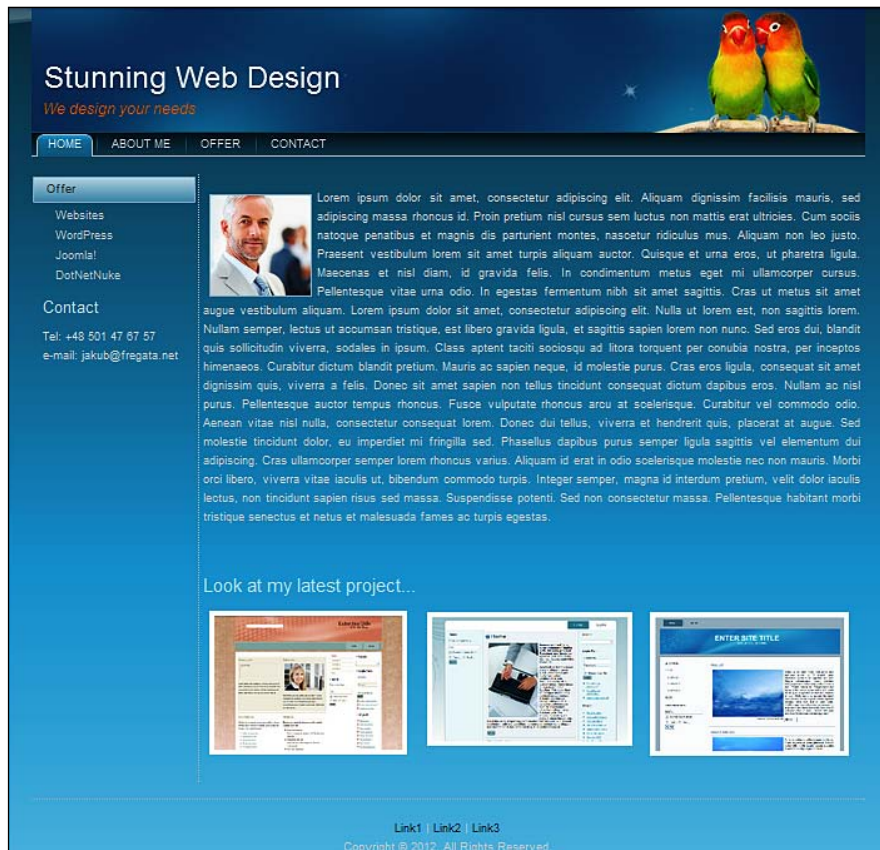 Stunning Web Design
We design your needs
HOME ABOUT ME OFFER CONTACT
Offer
Websites
WordPress
Joomla!
DotNetNuke
Contact
Tel: +48 501 47 67 57
e-mail: jakub@fregata.net
Lorem ipsum dolor sit amet, consectetur adipiscing elit. Aliquam dignissim facilisis mauris, sed
adipiscing massa rhoncus id. Proin pretium nisl cursus sem luctus non mattis erat ultricies. Cum sociis
natoque penatibus et magnis dis parturient montes, nascetur ridiculus mus. Aliquam non leo justo.
Praesent vestibulum lorem sit amet turpis aliquam auctor. Quisque et urna eros, ut pharetra ligula.
Maecenas et nisl diam, id gravida felis. In condimentum metus eget mi ullamcorper cursus.
Pellentesque vitae urna odio. In egestas fermentum nibh sit amet sagittis. Cras ut metus sit amet
augue vestibulum aliquam. Lorem ipsum dolor sit amet, consectetur adipiscing elit. Nulla ut lorem est, non sagittis lorem.
Nullam semper, lectus ut accumsan tristique, est libero gravida ligula, et sagittis sapien lorem non nunc. Sed eros dui, blandit
quis sollicitudin viverra, sodales in ipsum. Class aptent taciti sociosqu ad litora torquent per conubia nostra, per inceptos
himenaeos. Curabitur dictum blandit pretium. Mauris ac sapien neque, id molestie purus. Cras eros ligula, consequat sit amet
dignissim quis, viverra a felis. Donec sit amet sapien non tellus tincidunt consequat dictum dapibus eros. Nullam ac nisl
purus. Pellentesque auctor tempus rhoncus. Fusce vulputate rhoncus arcu at scelerisque. Curabitur vel commodo odio.
Aenean vitae nisl nulla, consectetur consequat lorem. Donec dui tellus, viverra et hendrerit quis, placerat at augue. Sed
molestie tincidunt dolor, eu imperdiet mi fringilla sed. Phasellus dapibus purus semper ligula sagittis vel elementum dui
adipiscing. Cras ullamcorper semper lorem rhoncus varius. Aliquam id erat in odio scelerisque molestie nec non mauris. Morbi
orci libero, viverra vitae iaculis ut, bibendum commodo turpis. Integer semper, magna id interdum pretium, velit dolor iaculis
lectus, non tincidunt sapien risus sed massa. Suspendisse potenti. Sed non consectetur massa. Pellentesque habitant morbi
tristique senectus et netus et malesuada fames ac turpis egestas.
Look at my latest project...
ENTER SITE TITLE
Link1 | Link2 | Link3
Copyright © 2012. All Rights Reserved.